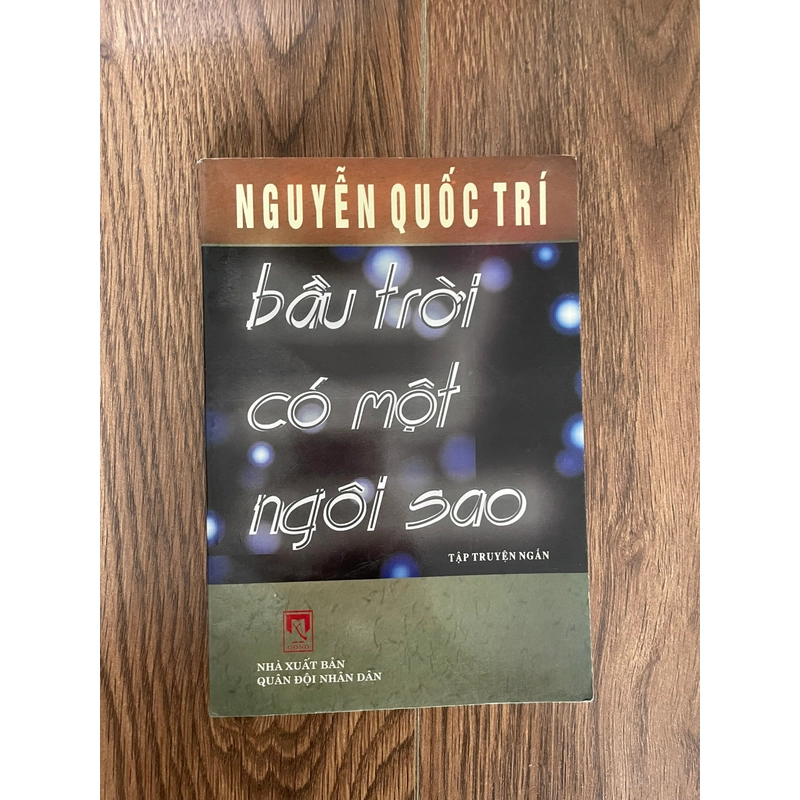 NGUYỄN QUỐC TRÍ
bầu trời
có một
ngôi sao
TẬP TRUYỆN NGẮN
QĐND
NHÀ XUẤT BẢN
QUÂN ĐỘI NHÂN DÂN